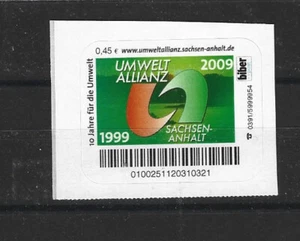 0,45 € www.umweltallianz.sachsen-anhalt.de
10 Jahre für die Umwelt
UMWELT
ALLIANZ
2009
1999
SACHSEN-
ANHALT
biber
☎ 0391/5999954
0100251120310321